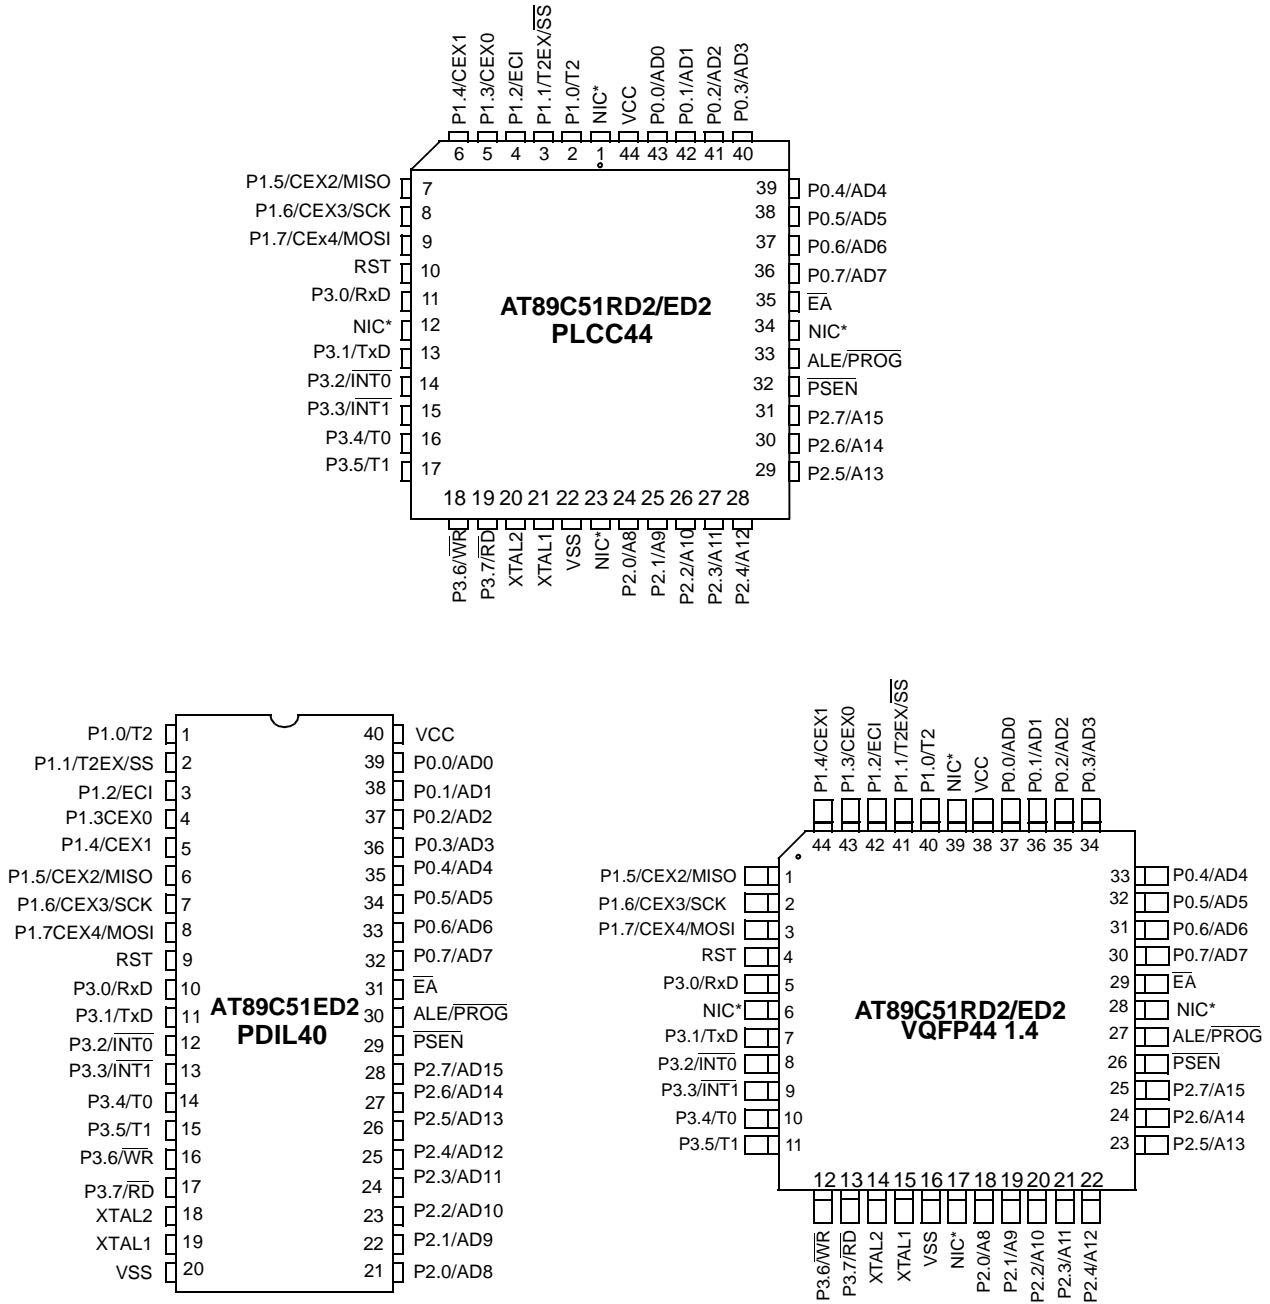 P1.4/CEX1
P1.3/CEX0
P1.2/ECI
P1.1/T2EX/SS
P1.0/T2
NIC*
VCC
P0.0/AD0
P0.1/AD1
P0.2/AD2
P0.3/AD3
6 5 4 3 2 1 44 43 42 41 40
P1.5/CEX2/MISO 7
P1.6/CEX3/SCK 8
P1.7/CEx4/MOSI 9
RST 10
P3.0/RxD 11
NIC* 12
P3.1/TxD 13
P3.2/INT0 14
P3.3/INT1 15
P3.4/T0 16
P3.5/T1 17
AT89C51RD2/ED2
PLCC44
39 P0.4/AD4
38 P0.5/AD5
37 P0.6/AD6
36 P0.7/AD7
35 EA
34 NIC*
33 ALE/PROG
32 PSEN
31 P2.7/A15
30 P2.6/A14
29 P2.5/A13
18 19 20 21 22 23 24 25 26 27 28
P3.6/WR
P3.7/RD
XTAL2
XTAL1
VSS
NIC*
P2.0/A8
P2.1/A9
P2.2/A10
P2.3/A11
P2.4/A12
P1.0/T2 1
P1.1/T2EX/SS 2
P1.2/ECI 3
P1.3CEX0 4
P1.4/CEX1 5
P1.5/CEX2/MISO 6
P1.6/CEX3/SCK 7
P1.7CEX4/MOSI 8
RST 9
P3.0/RxD 10
P3.1/TxD 11
P3.2/INT0 12
P3.3/INT1 13
P3.4/T0 14
P3.5/T1 15
P3.6/WR 16
P3.7/RD 17
XTAL2 18
XTAL1 19
VSS 20
AT89C51ED2
PDIL40
40 VCC
39 P0.0/AD0
38 P0.1/AD1
37 P0.2/AD2
36 P0.3/AD3
35 P0.4/AD4
34 P0.5/AD5
33 P0.6/AD6
32 P0.7/AD7
31 EA
30 ALE/PROG
29 PSEN
28 P2.7/AD15
27 P2.6/AD14
26 P2.5/AD13
25 P2.4/AD12
24 P2.3/AD11
23 P2.2/AD10
22 P2.1/AD9
21 P2.0/AD8
P1.4/CEX1
P1.3/CEX0
P1.2/ECI
P1.1/T2EX/SS
P1.0/T2
NIC*
VCC
P0.0/AD0
P0.1/AD1
P0.2/AD2
P0.3/AD3
44 43 42 41 40 39 38 37 36 35 34
P1.5/CEX2/MISO 1
P1.6/CEX3/SCK 2
P1.7/CEX4/MOSI 3
RST 4
P3.0/RxD 5
NIC* 6
P3.1/TxD 7
P3.2/INT0 8
P3.3/INT1 9
P3.4/T0 10
P3.5/T1 11
AT89C51RD2/ED2
VQFP44 1.4
33 P0.4/AD4
32 P0.5/AD5
31 P0.6/AD6
30 P0.7/AD7
29 EA
28 NIC*
27 ALE/PROG
26 PSEN
25 P2.7/A15
24 P2.6/A14
23 P2.5/A13
12 13 14 15 16 17 18 19 20 21 22
P3.6/WR
P3.7/RD
XTAL2
XTAL1
VSS
NIC*
P2.0/A8
P2.1/A9
P2.2/A10
P2.3/A11
P2.4/A12